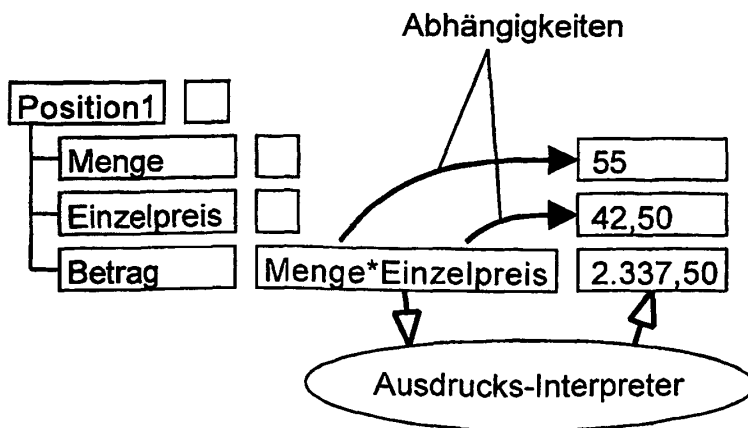 Abhängigkeiten
Position1
Menge 55
Einzelpreis 42,50
Betrag Menge*Einzelpreis 2.337,50
Ausdrucks-Interpreter